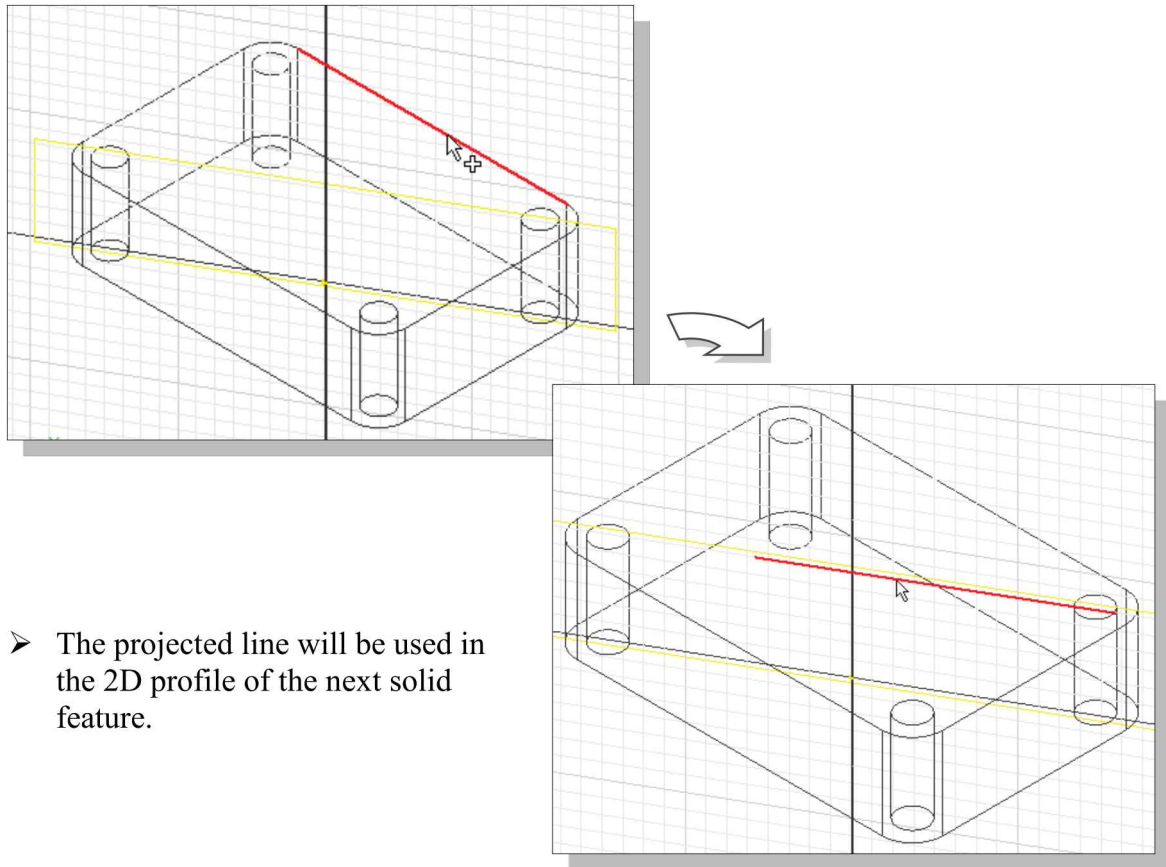 ➢ The projected line will be used in
the 2D profile of the next solid
feature.